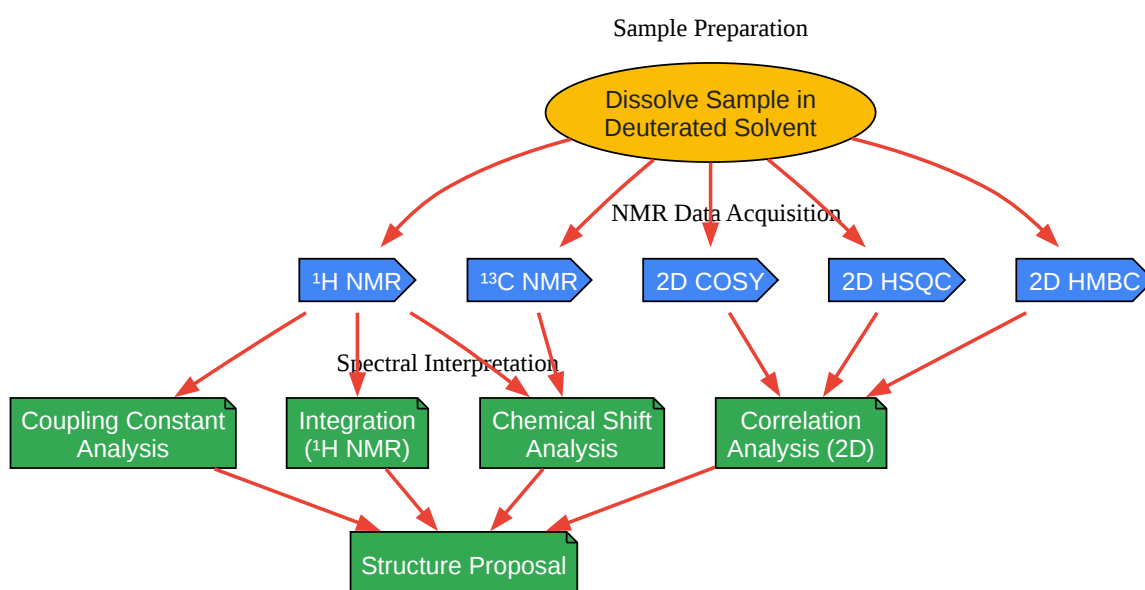 Sample Preparation
Dissolve Sample in
Deuterated Solvent
NMR Data Acquisition
¹H NMR
¹³C NMR
2D COSY
2D HSQC
2D HMBC
Spectral Interpretation
Coupling Constant
Analysis
Integration
(¹H NMR)
Chemical Shift
Analysis
Correlation
Analysis (2D)
Structure Proposal